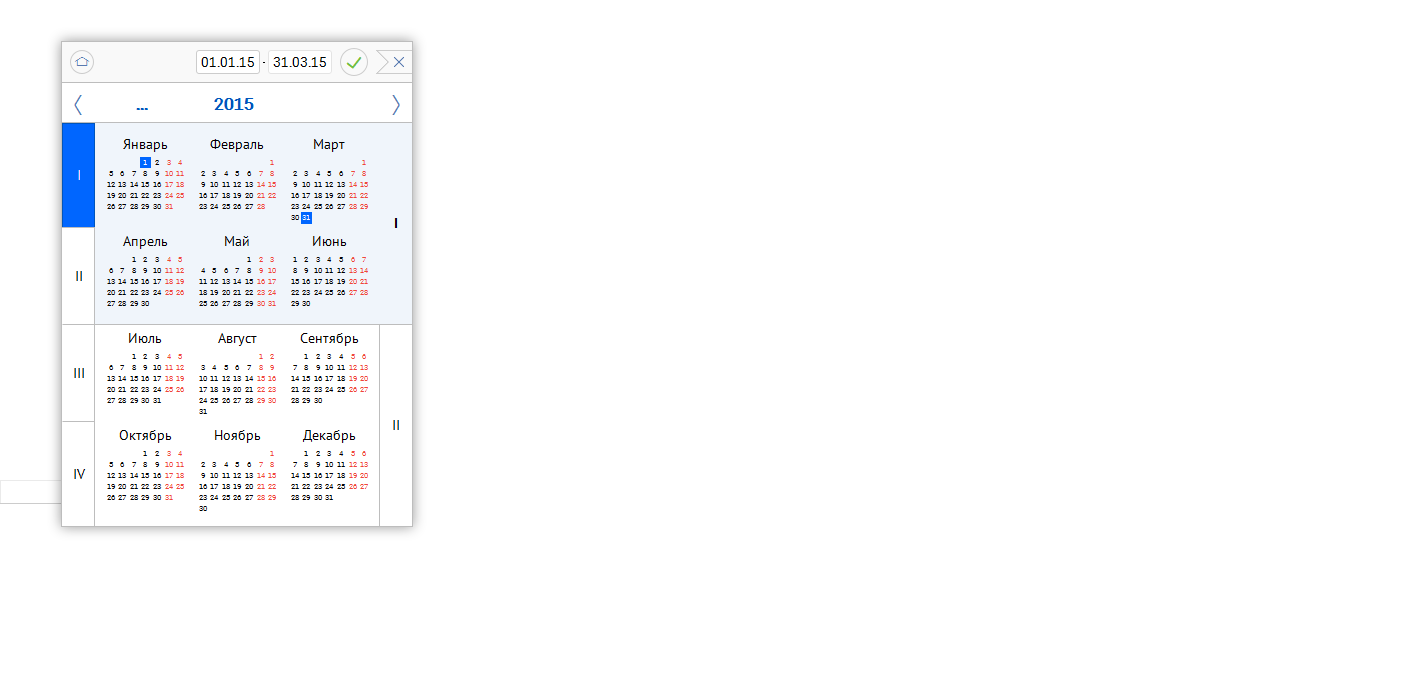 01.01.15 - 31.03.15
... 2015
Январь Февраль Март
1 2 3 4 1 1
5 6 7 8 9 10 11 2 3 4 5 6 7 8 2 3 4 5 6 7 8
I 12 13 14 15 16 17 18 9 10 11 12 13 14 15 9 10 11 12 13 14 15
19 20 21 22 23 24 25 16 17 18 19 20 21 22 16 17 18 19 20 21 22
26 27 28 29 30 31 23 24 25 26 27 28 23 24 25 26 27 28 29
30 31
I
Апрель Май Июнь
1 2 3 4 5 1 2 3 1 2 3 4 5 6 7
6 7 8 9 10 11 12 4 5 6 7 8 9 10 8 9 10 11 12 13 14
II 13 14 15 16 17 18 19 11 12 13 14 15 16 17 15 16 17 18 19 20 21
20 21 22 23 24 25 26 18 19 20 21 22 23 24 22 23 24 25 26 27 28
27 28 29 30 25 26 27 28 29 30 31 29 30
Июль Август Сентябрь
1 2 3 4 5 1 2 1 2 3 4 5 6
6 7 8 9 10 11 12 3 4 5 6 7 8 9 7 8 9 10 11 12 13
III 13 14 15 16 17 18 19 10 11 12 13 14 15 16 14 15 16 17 18 19 20
20 21 22 23 24 25 26 17 18 19 20 21 22 23 21 22 23 24 25 26 27
27 28 29 30 31 24 25 26 27 28 29 30 28 29 30
31
II
Октябрь Ноябрь Декабрь
1 2 3 4 1 1 2 3 4 5 6
5 6 7 8 9 10 11 2 3 4 5 6 7 8 7 8 9 10 11 12 13
IV 12 13 14 15 16 17 18 9 10 11 12 13 14 15 14 15 16 17 18 19 20
19 20 21 22 23 24 25 16 17 18 19 20 21 22 21 22 23 24 25 26 27
26 27 28 29 30 31 23 24 25 26 27 28 29 28 29 30 31
30